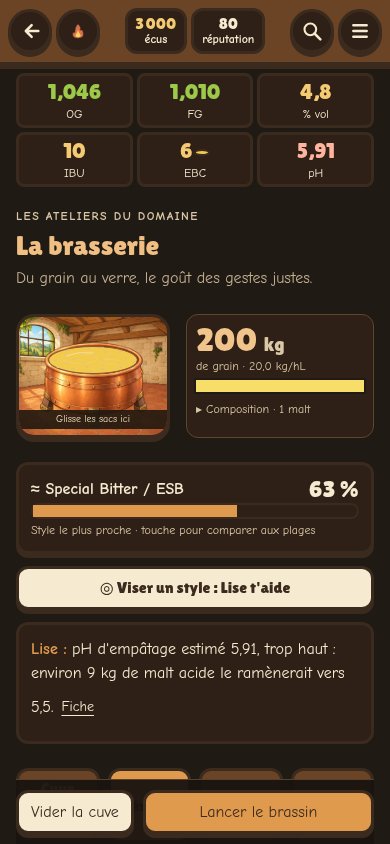 3 000
écus
80
réputation
1,046
OG
1,010
FG
4,8
% vol
10
IBU
6
EBC
5,91
pH
LES ATELIERS DU DOMAINE
La brasserie
Du grain au verre, le goût des gestes justes.
Glisse les sacs ici
200 kg
de grain · 20,0 kg/hL
▸ Composition · 1 malt
≈ Special Bitter / ESB
63 %
Style le plus proche · touche pour comparer aux plages
◎ Viser un style : Lise t'aide
Lise : pH d'empâtage estimé 5,91, trop haut :
environ 9 kg de malt acide le ramènerait vers
5,5. Fiche
Vider la cuve
Lancer le brassin